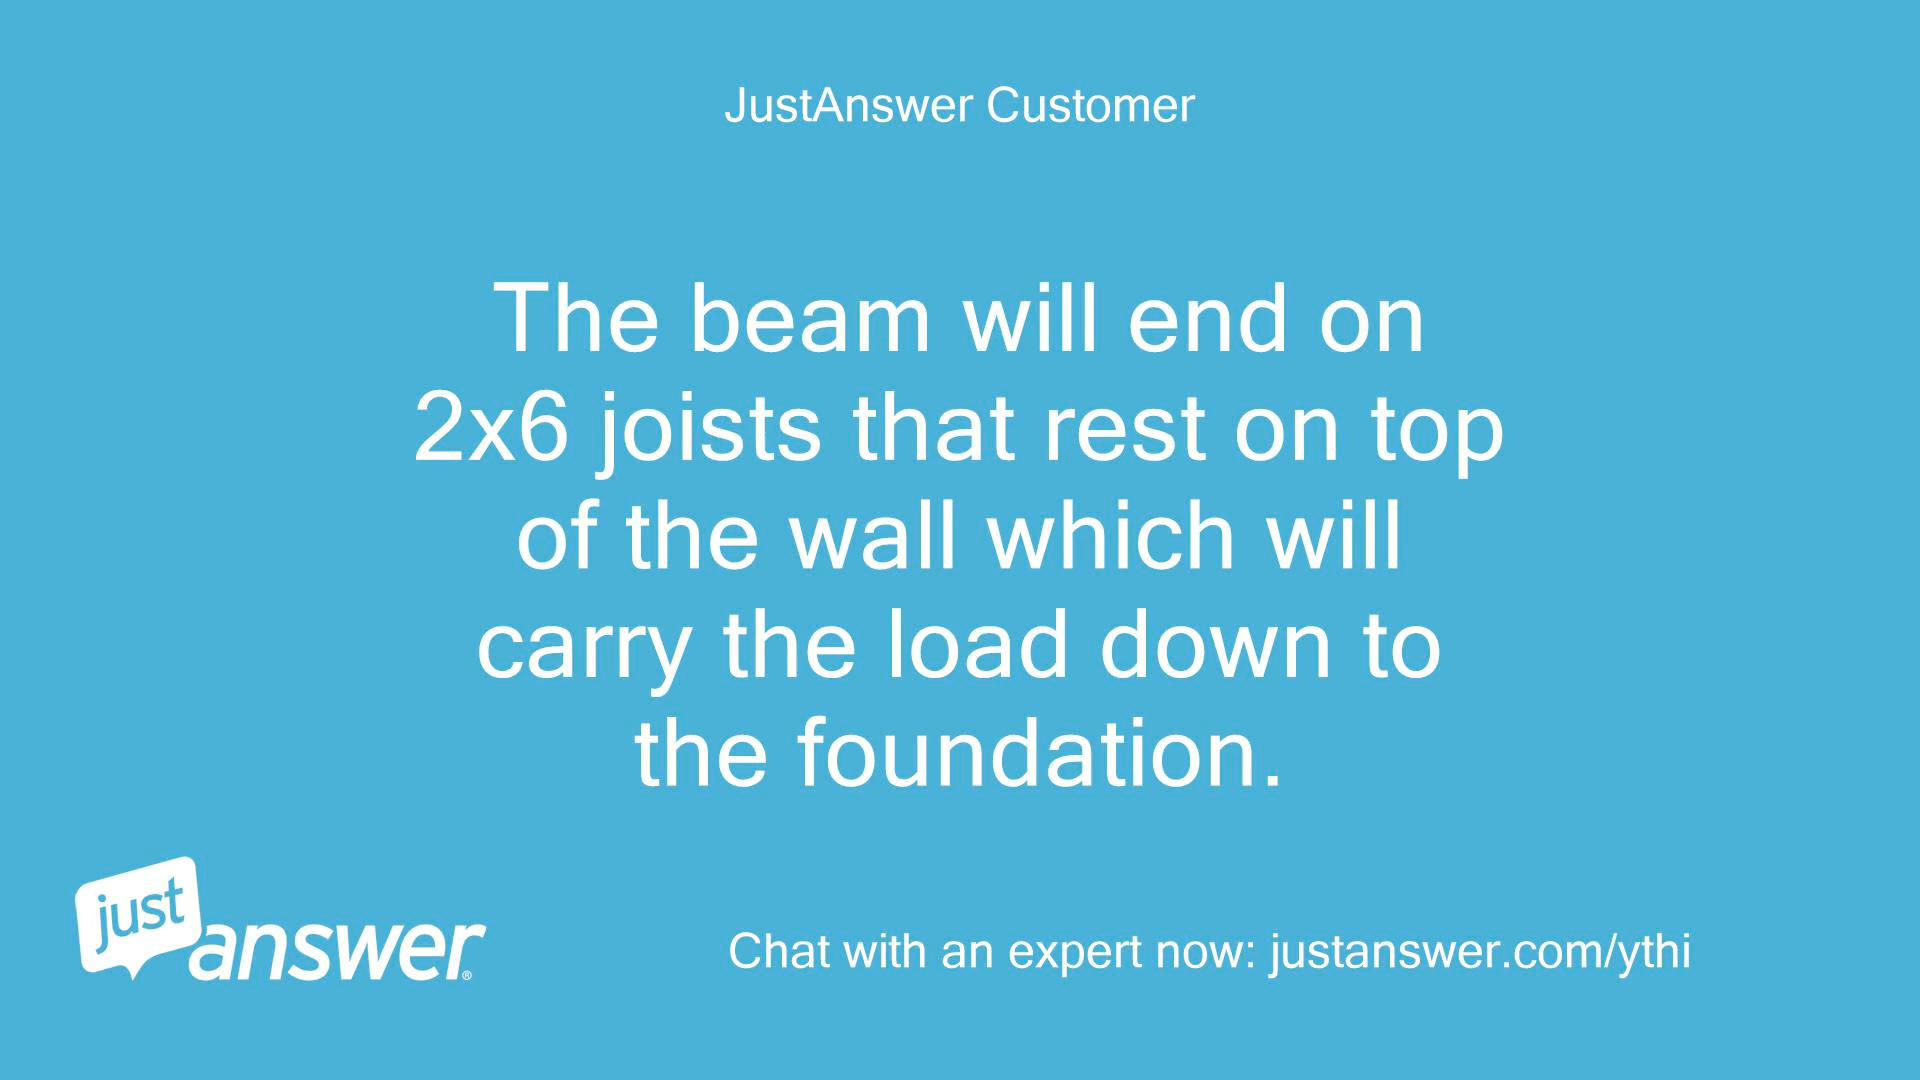 JustAnswer Customer
The beam will end on
2x6 joists that rest on top
of the wall which will
carry the load down to
the foundation.
just
answer®
Chat with an expert now: justanswer.com/ythi